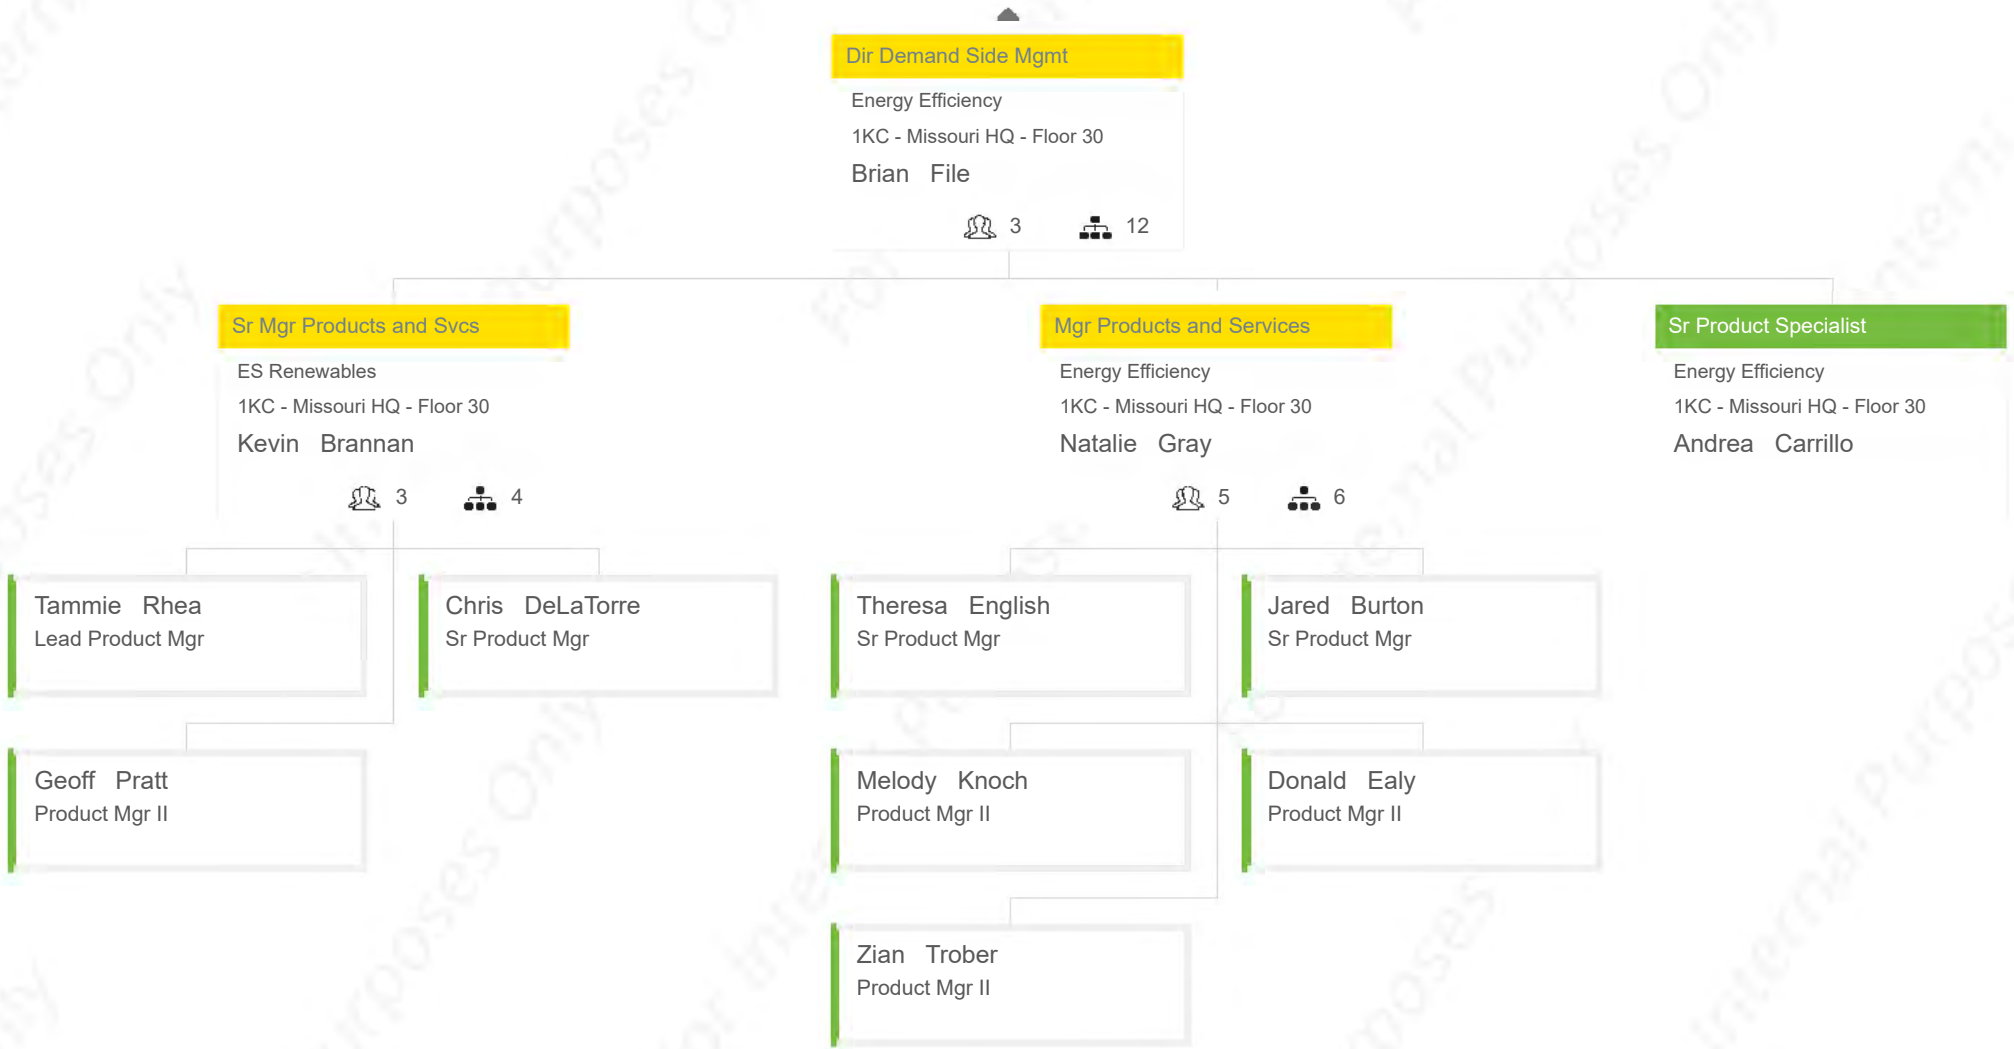 Dir Demand Side Mgmt
Energy Efficiency
1KC - Missouri HQ - Floor 30
Brian File
3 12
Sr Mgr Products and Svcs
ES Renewables
1KC - Missouri HQ - Floor 30
Kevin Brannan
3 4
Mgr Products and Services
Energy Efficiency
1KC - Missouri HQ - Floor 30
Natalie Gray
5 6
Sr Product Specialist
Energy Efficiency
1KC - Missouri HQ - Floor 30
Andrea Carrillo
Tammie Rhea
Lead Product Mgr
Chris DeLaTorre
Sr Product Mgr
Geoff Pratt
Product Mgr II
Theresa English
Sr Product Mgr
Jared Burton
Sr Product Mgr
Melody Knoch
Product Mgr II
Donald Ealy
Product Mgr II
Zian Trober
Product Mgr II